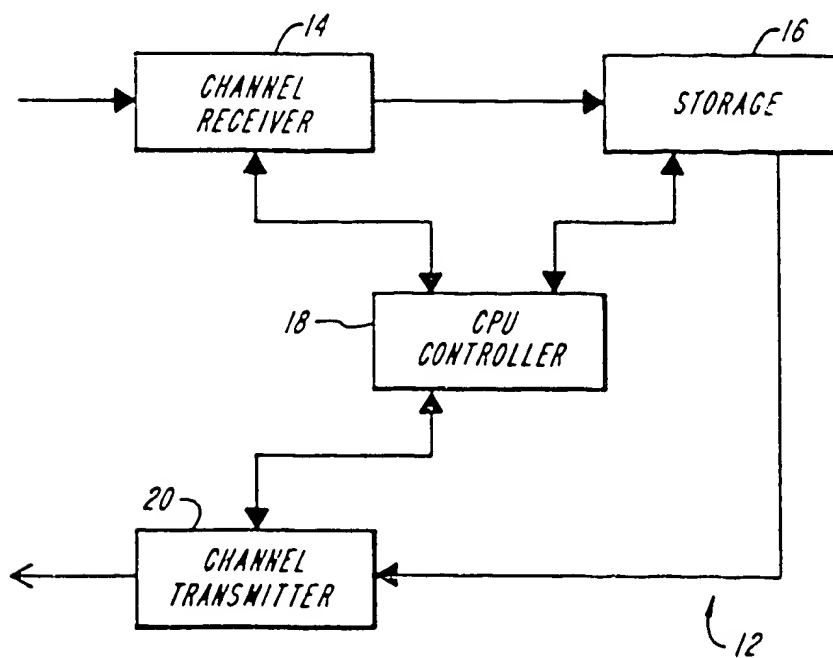 14
CHANNEL
RECEIVER
16
STORAGE
18
CPU
CONTROLLER
20
CHANNEL
TRANSMITTER
12